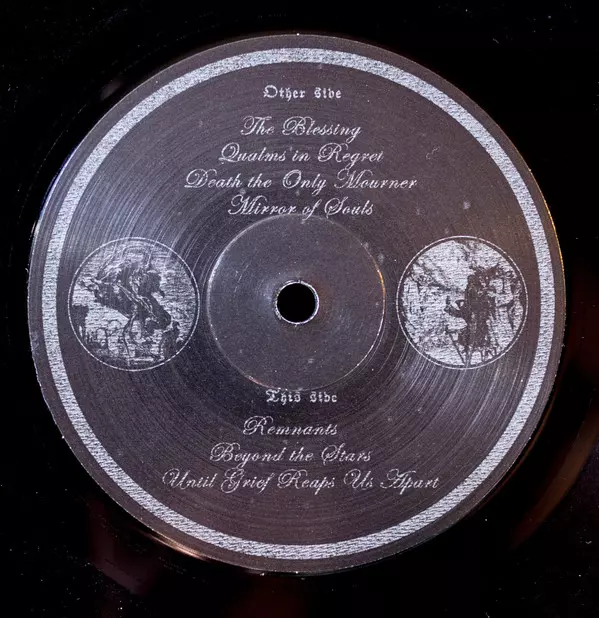 Other side
The Blessing
Qualms in Regret
Death the Only Mourner
Mirror of Souls
This side
Remnants
Beyond the Stars
Until Grief Reaps Us Apart